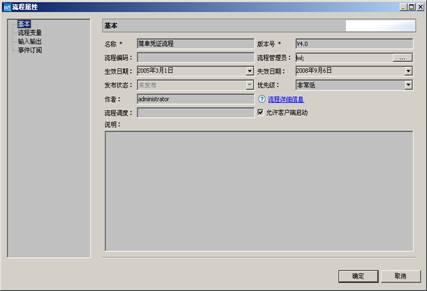 流程属性
基本
流程变量
输入输出
事件订阅
基本
名称 * 简单凭证流程 版本号 * V4.0
流程编码: 流程管理员: lwl; ...
生效日期: 2005年3月1日 失效日期: 2008年9月6日
发布状态: 未发布 优先级: 非常低
作者: administrator 流程详细信息
流程调度: 允许客户端启动
说明:
确定 取消